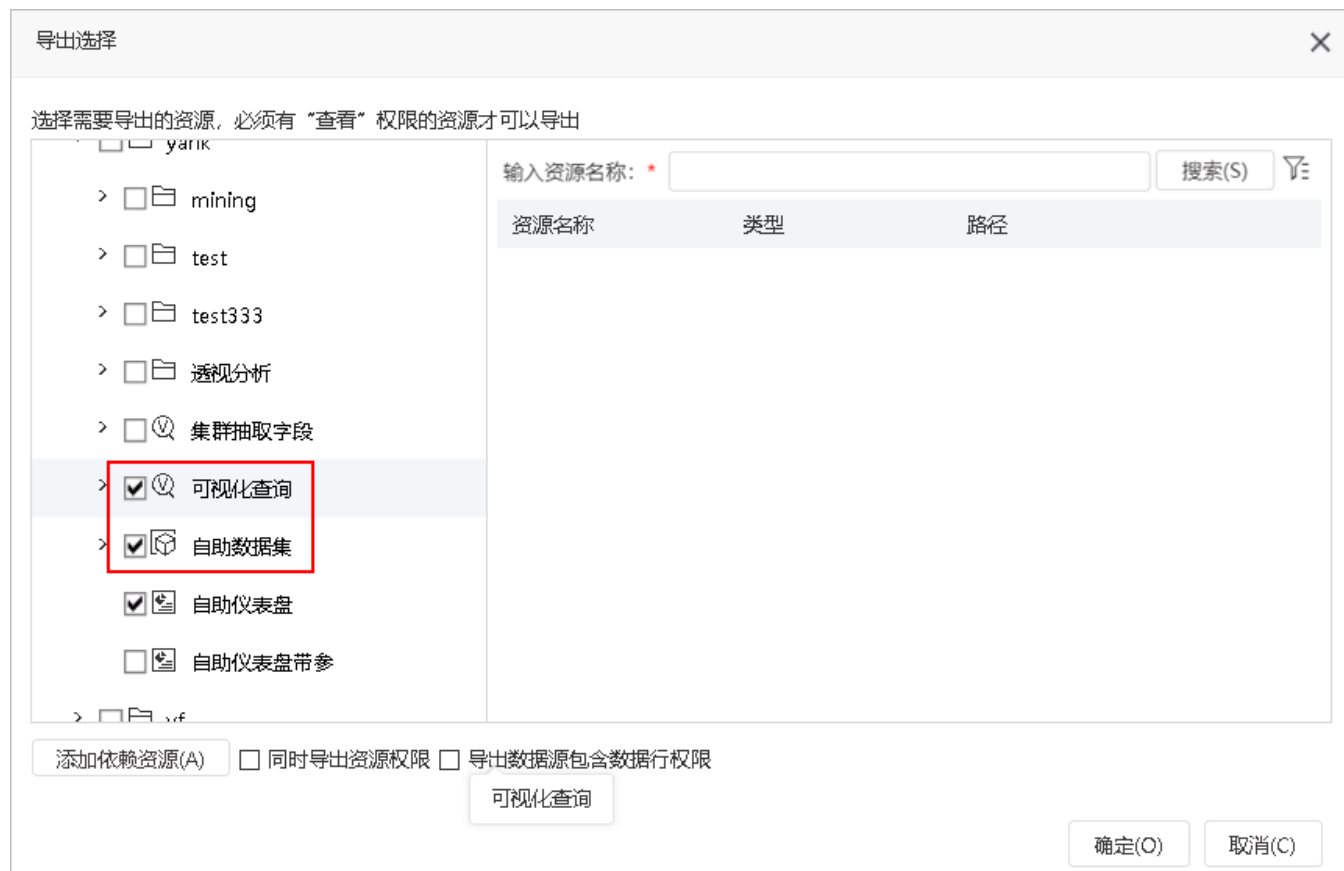 导出选择
选择需要导出的资源, 必须有 "查看" 权限的资源才可以导出
yank
mining
test
test333
透视分析
集群抽取字段
可视化查询
自助数据集
自助仪表盘
自助仪表盘带参
输入资源名称: *
搜索(S)
资源名称 类型 路径
添加依赖资源(A) 同时导出资源权限 导出数据源包含数据行权限
可视化查询
确定(O) 取消(C)